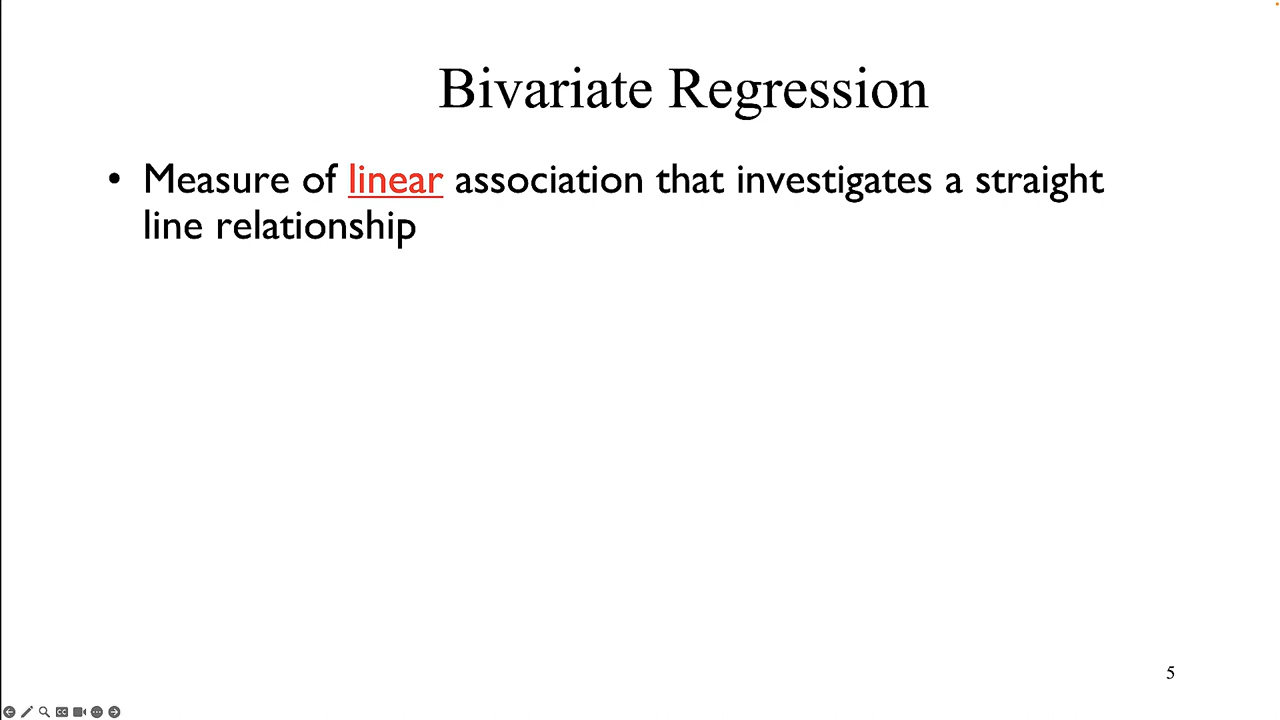 Bivariate Regression
• Measure of linear association that investigates a straight
line relationship
5